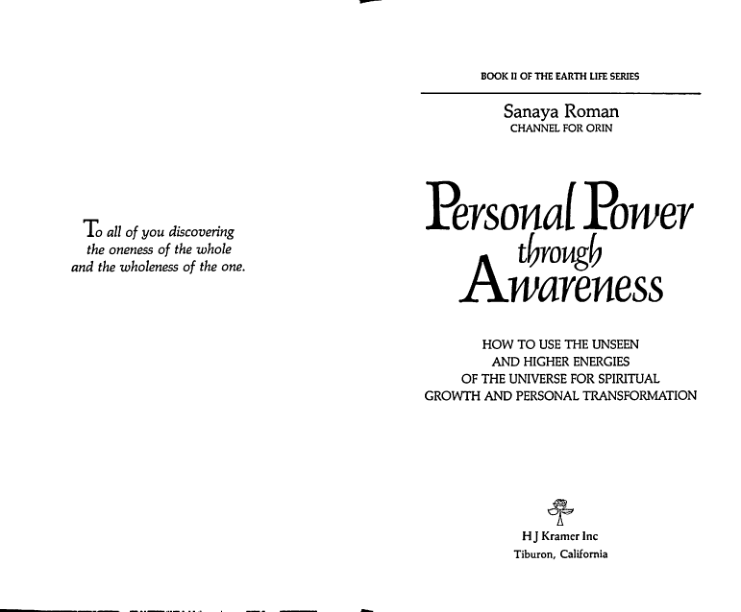 To all of you discovering
the oneness of the whole
and the wholeness of the one.
BOOK II OF THE EARTH LIFE SERIES
Sanaya Roman
CHANNEL FOR ORIN
Personal Power
through
Awareness
HOW TO USE THE UNSEEN
AND HIGHER ENERGIES
OF THE UNIVERSE FOR SPIRITUAL
GROWTH AND PERSONAL TRANSFORMATION
H J Kramer Inc
Tiburon, California